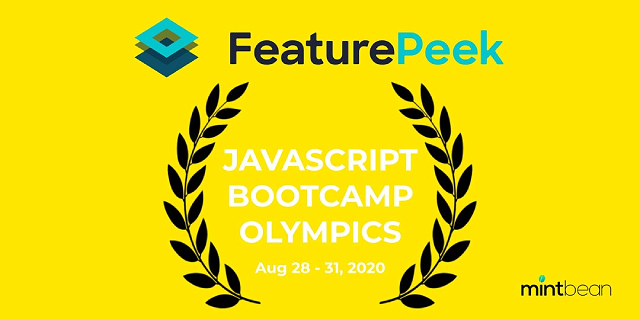 FeaturePeek
JAVASCRIPT
BOOTCAMP
OLYMPICS
Aug 28 - 31, 2020
mintbean